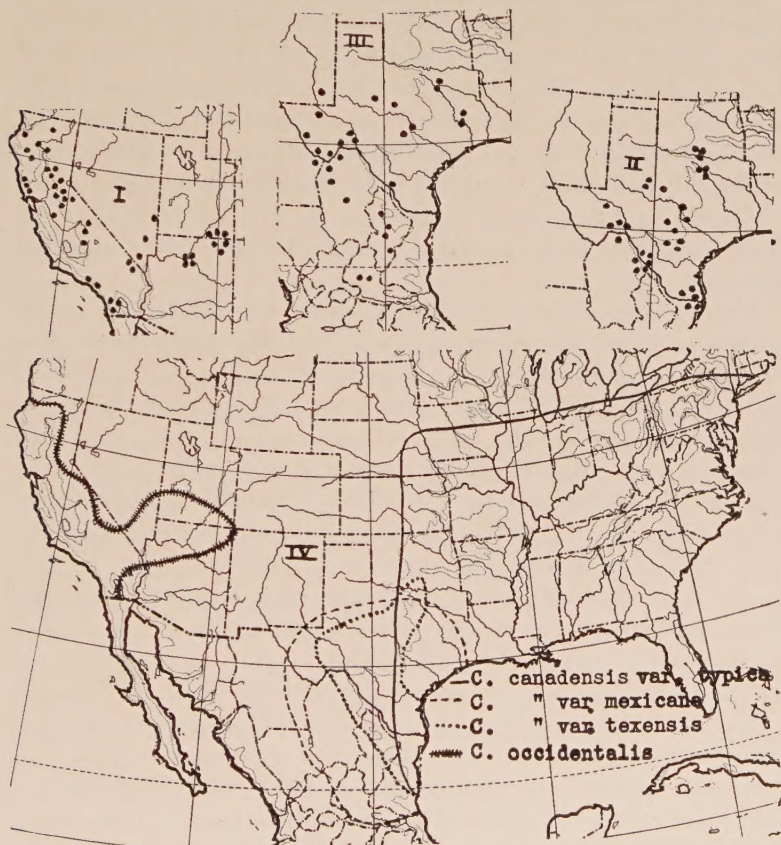 III
I
II
IV
C. canadensis var. typica
C. " var. mexicana
C. " var. texensis
C. occidentalis